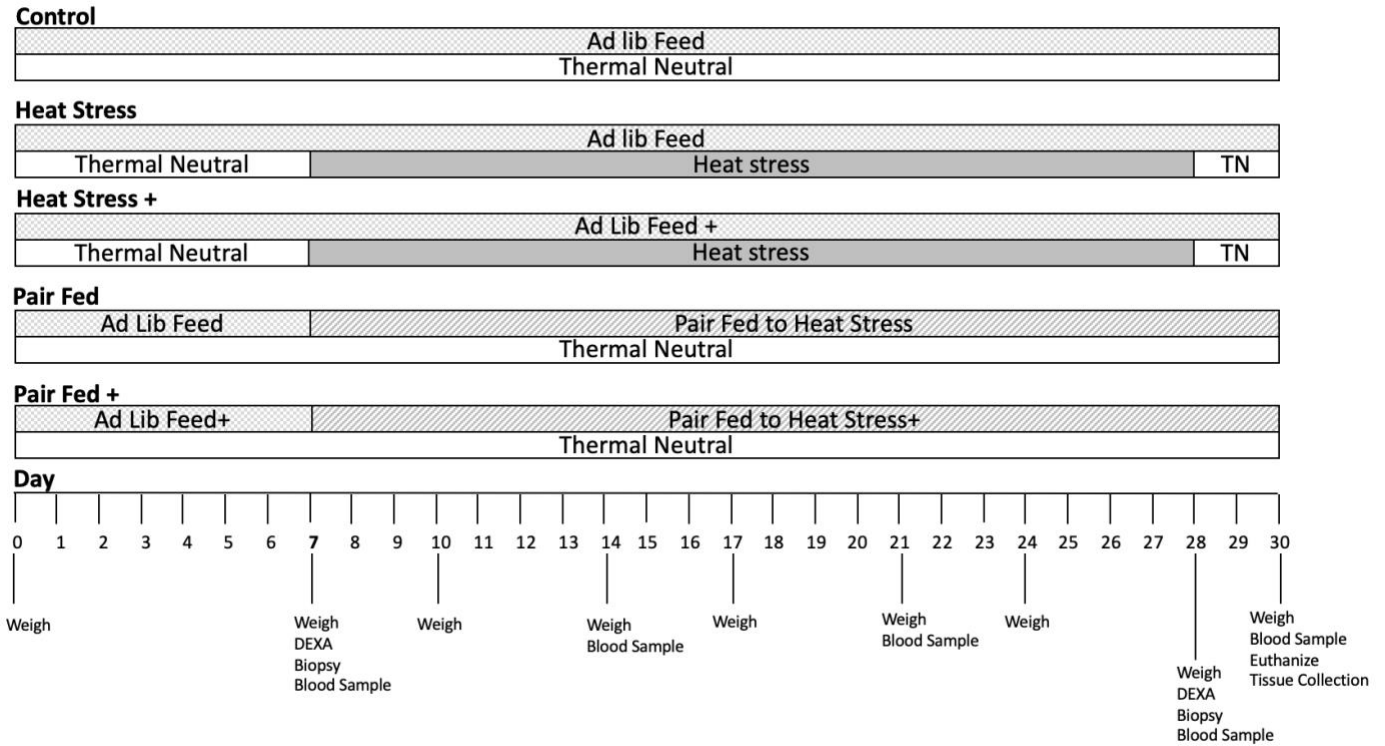 Control
Ad lib Feed
Thermal Neutral
Heat Stress
Ad lib Feed
Thermal Neutral Heat stress TN
Heat Stress +
Ad Lib Feed +
Thermal Neutral Heat stress TN
Pair Fed
Ad Lib Feed Pair Fed to Heat Stress
Thermal Neutral
Pair Fed +
Ad Lib Feed+ Pair Fed to Heat Stress+
Thermal Neutral
Day
0 1 2 3 4 5 6 7 8 9 10 11 12 13 14 15 16 17 18 19 20 21 22 23 24 25 26 27 28 29 30
Weigh
Weigh
DEXA
Biopsy
Blood Sample
Weigh
Weigh
Blood Sample
Weigh
Weigh
Blood Sample
Weigh
Weigh
DEXA
Biopsy
Blood Sample
Weigh
Blood Sample
Euthanize
Tissue Collection